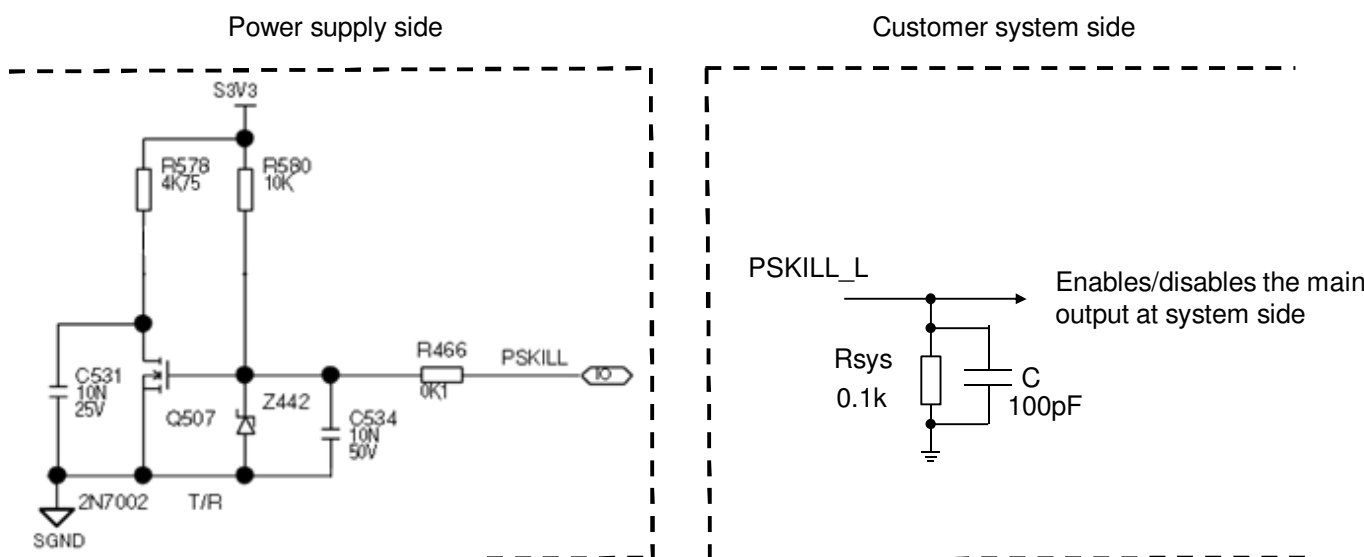 Power supply side
Customer system side
S3V3
R578
4K75
R580
10K
PSKILL_L
Enables/disables the main
output at system side
R466
PSKILL
IO
0K1
C531
10N
25V
Q507
Z442
C534
10N
50V
Rsys
0.1k
C
100pF
2N7002
T/R
SGND